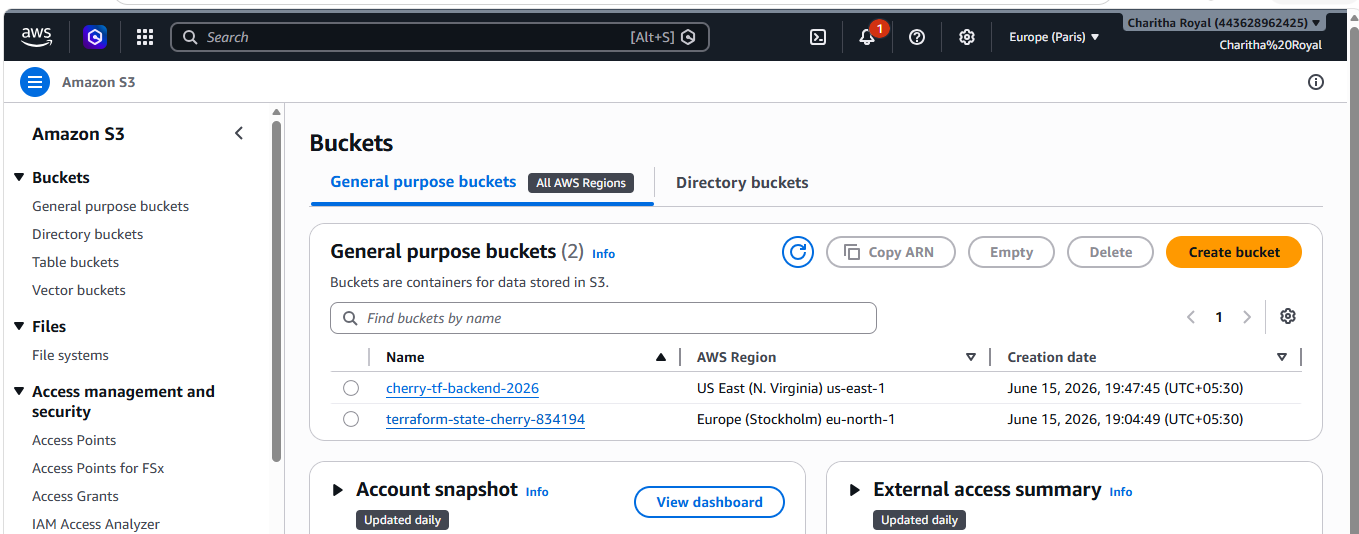 aws
Search [Alt+S]
1
Europe (Paris)
Charitha Royal (443628962425)
Charitha%20Royal
Amazon S3
Amazon S3
Buckets
General purpose buckets
Directory buckets
Table buckets
Vector buckets
Files
File systems
Access management and
security
Access Points
Access Points for FSx
Access Grants
IAM Access Analyzer
Buckets
General purpose buckets All AWS Regions Directory buckets
General purpose buckets (2) Info Copy ARN Empty Delete Create bucket
Buckets are containers for data stored in S3.
Find buckets by name 1
Name AWS Region Creation date
cherry-tf-backend-2026 US East (N. Virginia) us-east-1 June 15, 2026, 19:47:45 (UTC+05:30)
terraform-state-cherry-834194 Europe (Stockholm) eu-north-1 June 15, 2026, 19:04:49 (UTC+05:30)
Account snapshot Info View dashboard
Updated daily
External access summary Info
Updated daily